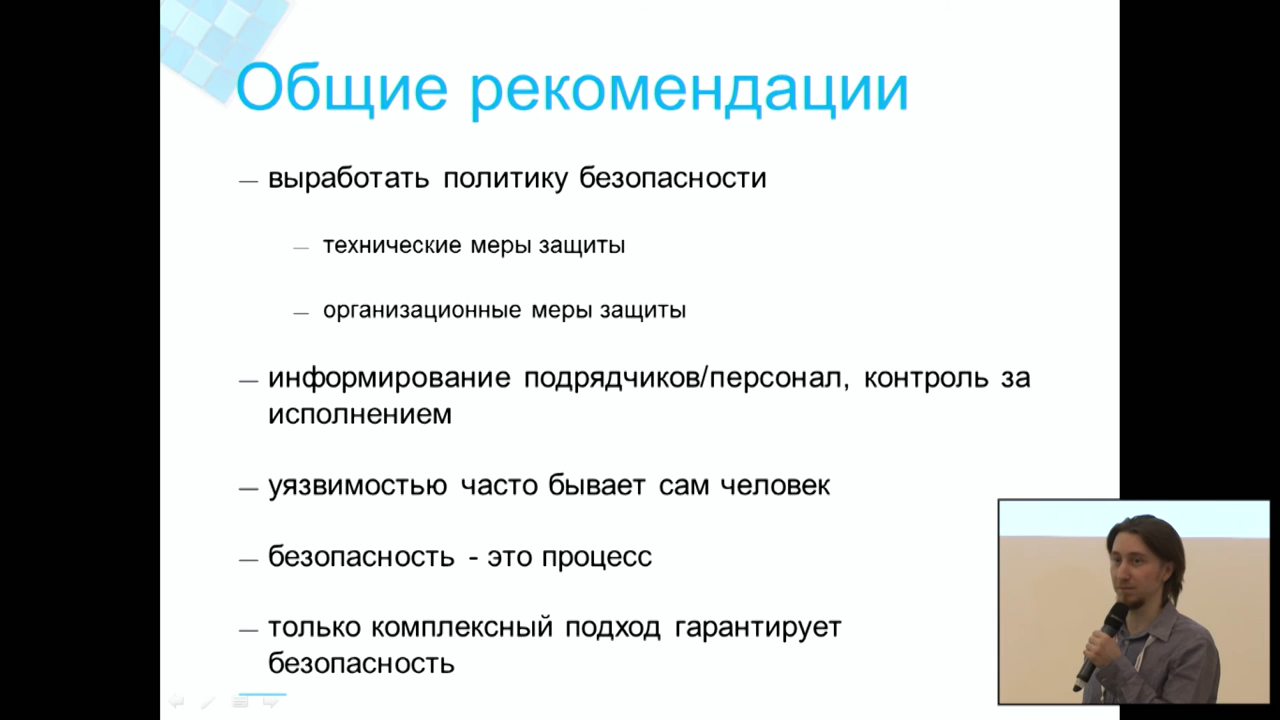 Общие рекомендации
— выработать политику безопасности
— технические меры защиты
— организационные меры защиты
— информирование подрядчиков/персонал, контроль за
исполнением
— уязвимостью часто бывает сам человек
— безопасность - это процесс
— только комплексный подход гарантирует
безопасность